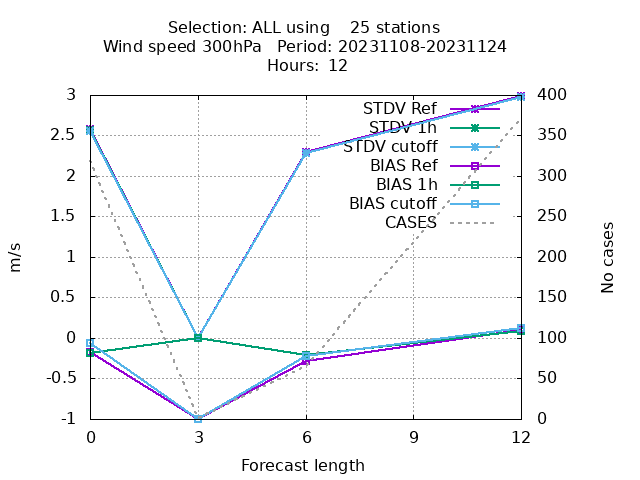 Selection: ALL using    25 stations
Wind speed 300hPa   Period: 20231108-20231124
Hours:  12
3
2.5
2
1.5
1
0.5
0
-0.5
-1
m/s
STDV Ref
STDV 1h
STDV cutoff
BIAS Ref
BIAS 1h
BIAS cutoff
CASES
400
350
300
250
200
150
100
50
0
No cases
0 3 6 9 12
Forecast length